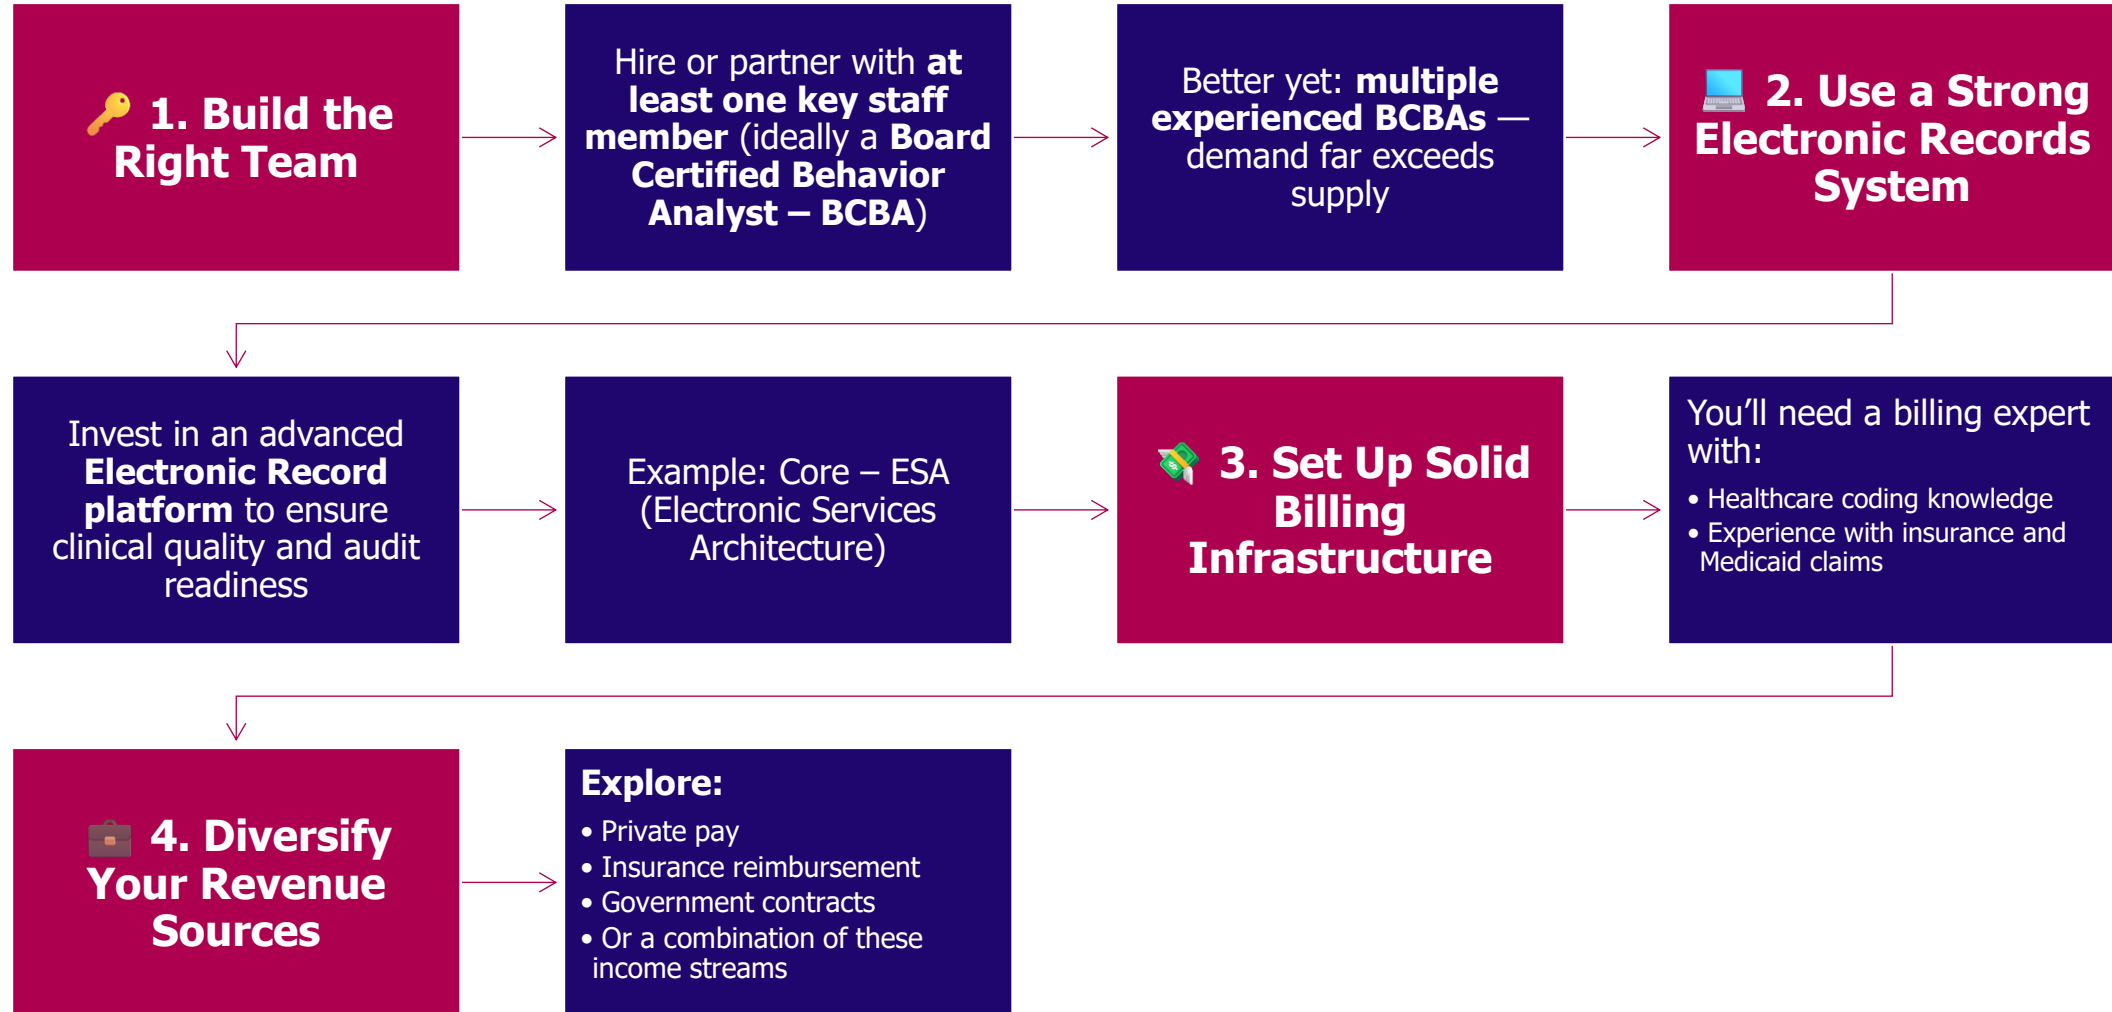 🔑 1. Build the
Right Team
Hire or partner with at
least one key staff
member (ideally a Board
Certified Behavior
Analyst – BCBA)
Better yet: multiple
experienced BCBAs —
demand far exceeds
supply
💻 2. Use a Strong
Electronic Records
System
Invest in an advanced
Electronic Record
platform to ensure
clinical quality and audit
readiness
Example: Core – ESA
(Electronic Services
Architecture)
💸 3. Set Up Solid
Billing
Infrastructure
You’ll need a billing expert
with:
• Healthcare coding knowledge
• Experience with insurance and
Medicaid claims
💼 4. Diversify
Your Revenue
Sources
Explore:
• Private pay
• Insurance reimbursement
• Government contracts
• Or a combination of these
income streams